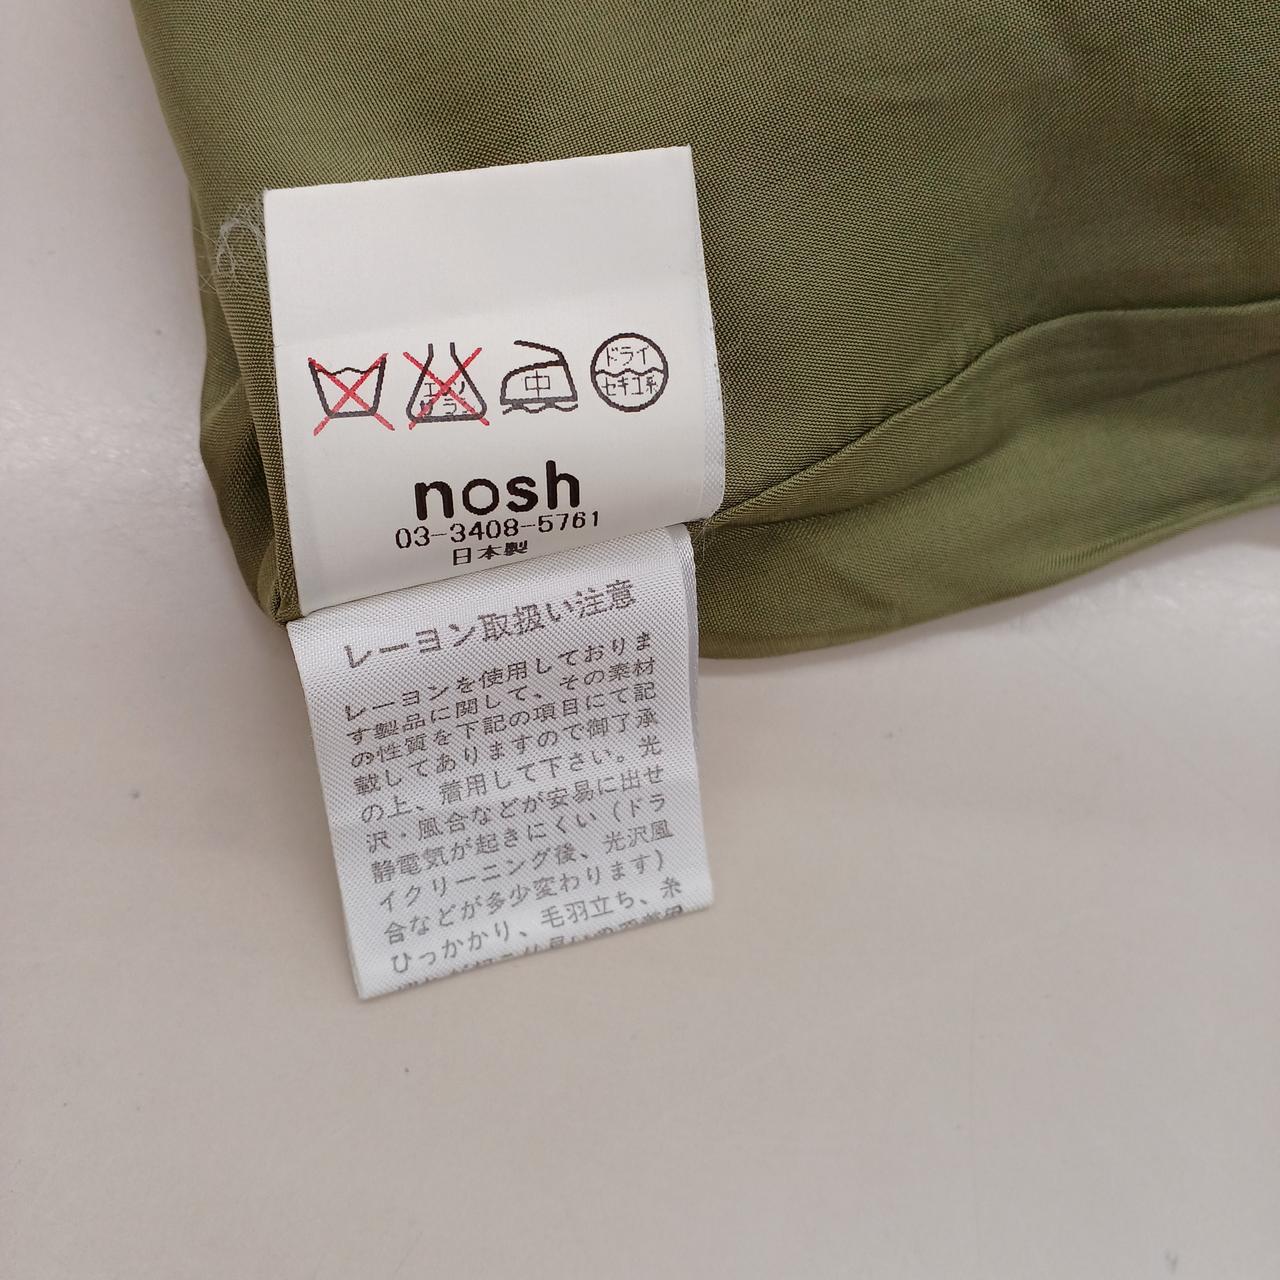 中
ドライ
セキユ系
nosh
03-3408-5761
日本製
レーヨン取扱い注意
レーヨンを使用しておりま
す製品に関して、その素材
の性質を下記の項目にて記
載してありますので御了承
の上、着用して下さい。光
沢・風合などが安易に出せ
静電気が起きにくい（ドラ
イクリーニング後、光沢風
合などが多少変わります）
ひっかかり、毛羽立ち、糸